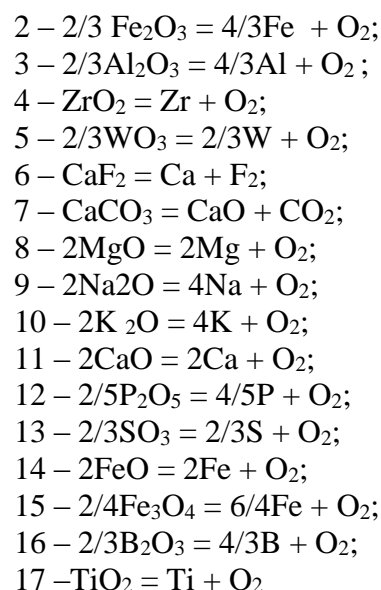 2 – 2/3 Fe₂O₃ = 4/3Fe + O₂;
3 – 2/3Al₂O₃ = 4/3Al + O₂ ;
4 – ZrO₂ = Zr + O₂;
5 – 2/3WO₃ = 2/3W + O₂;
6 – CaF₂ = Ca + F₂;
7 – CaCO₃ = CaO + CO₂;
8 – 2MgO = 2Mg + O₂;
9 – 2Na2O = 4Na + O₂;
10 – 2K ₂O = 4K + O₂;
11 – 2CaO = 2Ca + O₂;
12 – 2/5P₂O₅ = 4/5P + O₂;
13 – 2/3SO₃ = 2/3S + O₂;
14 – 2FeO = 2Fe + O₂;
15 – 2/4Fe₃O₄ = 6/4Fe + O₂;
16 – 2/3B₂O₃ = 4/3B + O₂;
17 –TiO₂ = Ti + O₂